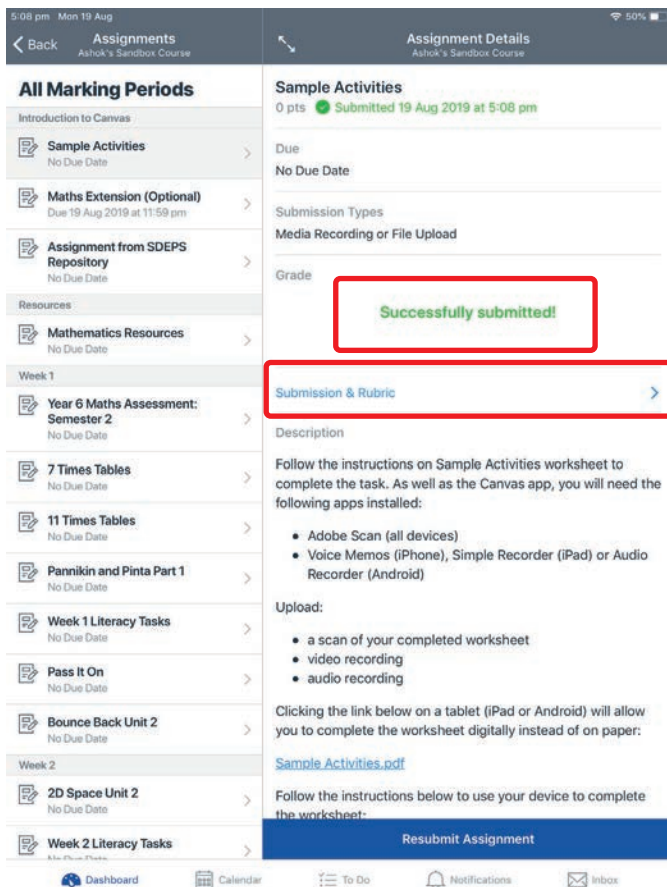 5:08 pm Mon 19 Aug
50%
Back
Assignments
Ashok's Sandbox Course
All Marking Periods
Introduction to Canvas
Sample Activities
No Due Date
Maths Extension (Optional)
Due 19 Aug 2019 at 11:59 pm
Assignment from SDEPS
Repository
No Due Date
Resources
Mathematics Resources
No Due Date
Week 1
Year 6 Maths Assessment:
Semester 2
No Due Date
7 Times Tables
No Due Date
11 Times Tables
No Due Date
Pannikin and Pinta Part 1
No Due Date
Week 1 Literacy Tasks
No Due Date
Pass It On
No Due Date
Bounce Back Unit 2
No Due Date
Week 2
2D Space Unit 2
No Due Date
Week 2 Literacy Tasks
No Due Date
Assignment Details
Ashok's Sandbox Course
Sample Activities
0 pts Submitted 19 Aug 2019 at 5:08 pm
Due
No Due Date
Submission Types
Media Recording or File Upload
Grade
Successfully submitted!
Submission & Rubric
Description
Follow the instructions on Sample Activities worksheet to
complete the task. As well as the Canvas app, you will need the
following apps installed:
• Adobe Scan (all devices)
• Voice Memos (iPhone), Simple Recorder (iPad) or Audio
Recorder (Android)
Upload:
• a scan of your completed worksheet
• video recording
• audio recording
Clicking the link below on a tablet (iPad or Android) will allow
you to complete the worksheet digitally instead of on paper:
Sample Activities.pdf
Follow the instructions below to use your device to complete
the worksheet:
Resubmit Assignment
Dashboard
Calendar
To Do
Notifications
Inbox